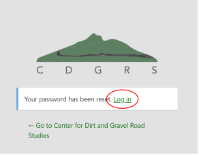 C D G R S
Your password has been reset. Log in
← Go to Center for Dirt and Gravel Road
Studies